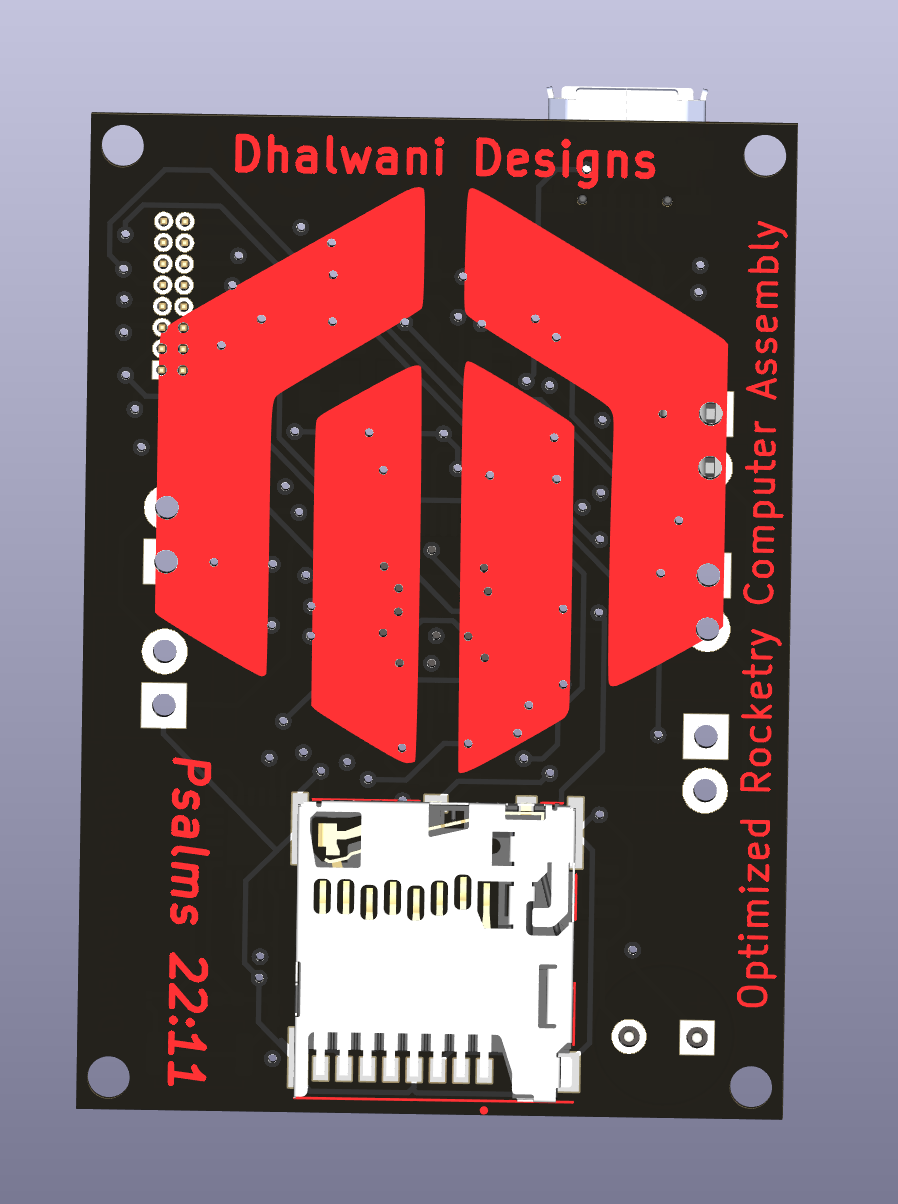 Dhalwani Designs
Optimized Rocketry Computer Assembly
Psalms 22:11